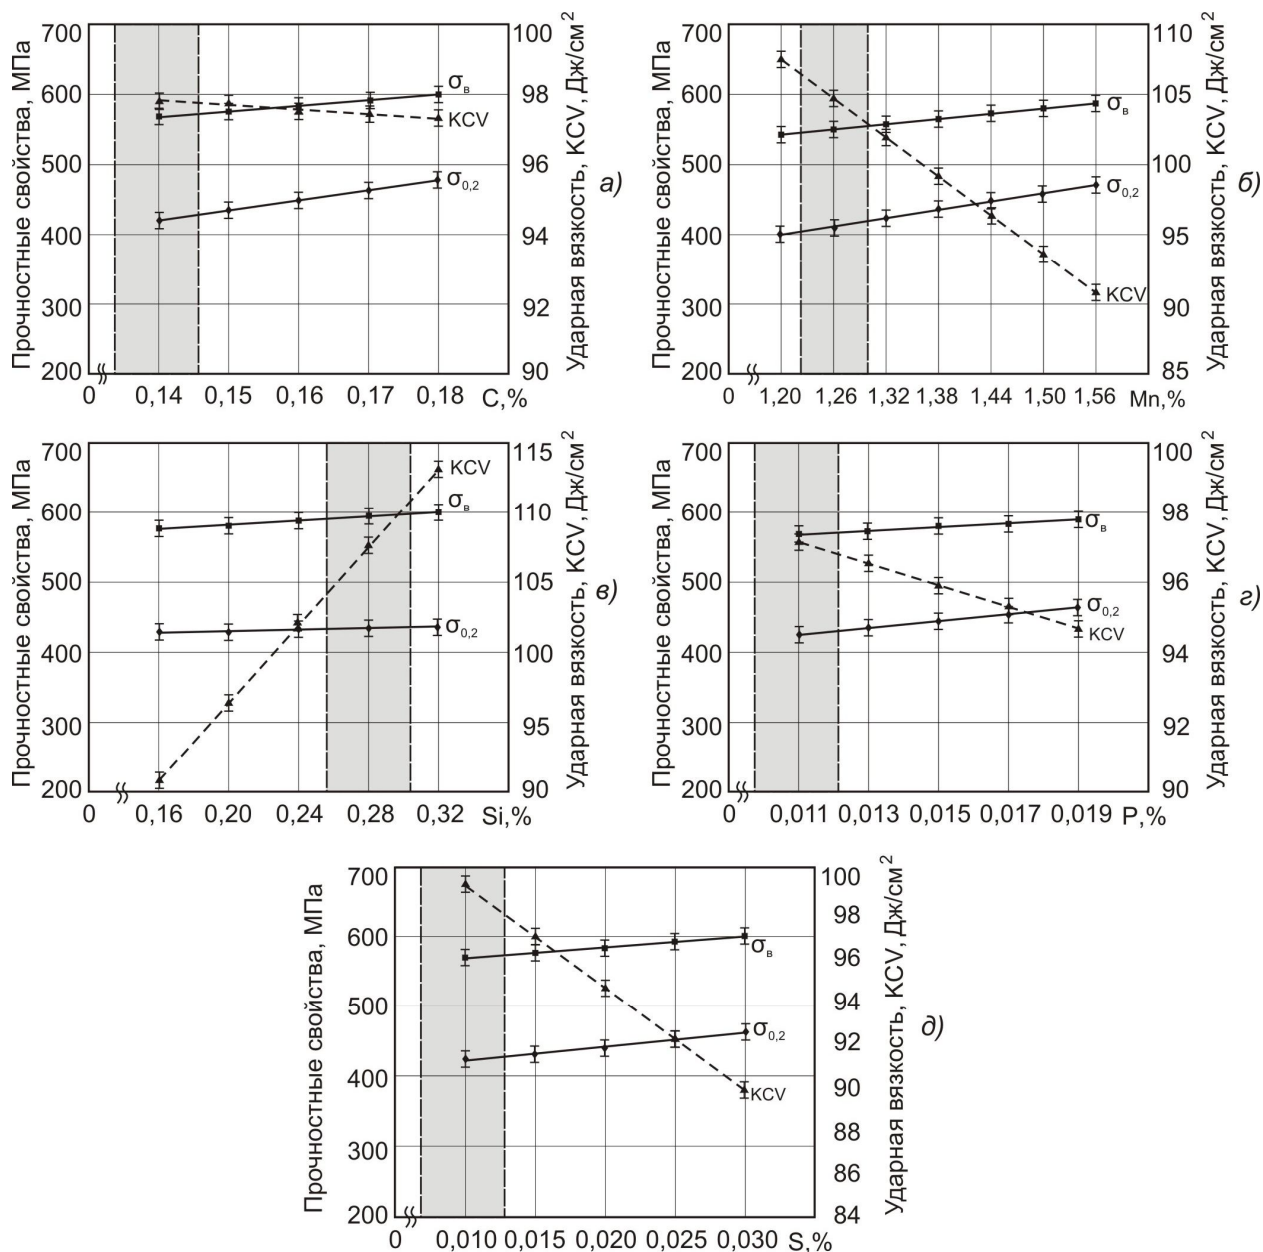 Прочностные свойства, МПа
700
600
500
400
300
200
0
0,14
0,15
0,16
0,17
0,18
C,%
σв
KCV
σ0,2
100
98
96
94
92
90
Ударная вязкость, KCV, Дж/см2
а)
Прочностные свойства, МПа
700
600
500
400
300
200
0
1,20
1,26
1,32
1,38
1,44
1,50
1,56
Mn,%
σв
σ0,2
KCV
110
105
100
95
90
85
Ударная вязкость, KCV, Дж/см2
б)
Прочностные свойства, МПа
700
600
500
400
300
200
0
0,16
0,20
0,24
0,28
0,32
Si,%
KCV
σв
σ0,2
115
110
105
100
95
90
Ударная вязкость, KCV, Дж/см2
в)
Прочностные свойства, МПа
700
600
500
400
300
200
0
0,011
0,013
0,015
0,017
0,019
P,%
σв
σ0,2
KCV
100
98
96
94
92
90
Ударная вязкость, KCV, Дж/см2
г)
Прочностные свойства, МПа
700
600
500
400
300
200
0
0,010
0,015
0,020
0,025
0,030
S,%
σв
σ0,2
KCV
100
98
96
94
92
90
88
86
84
Ударная вязкость, KCV, Дж/см2
д)